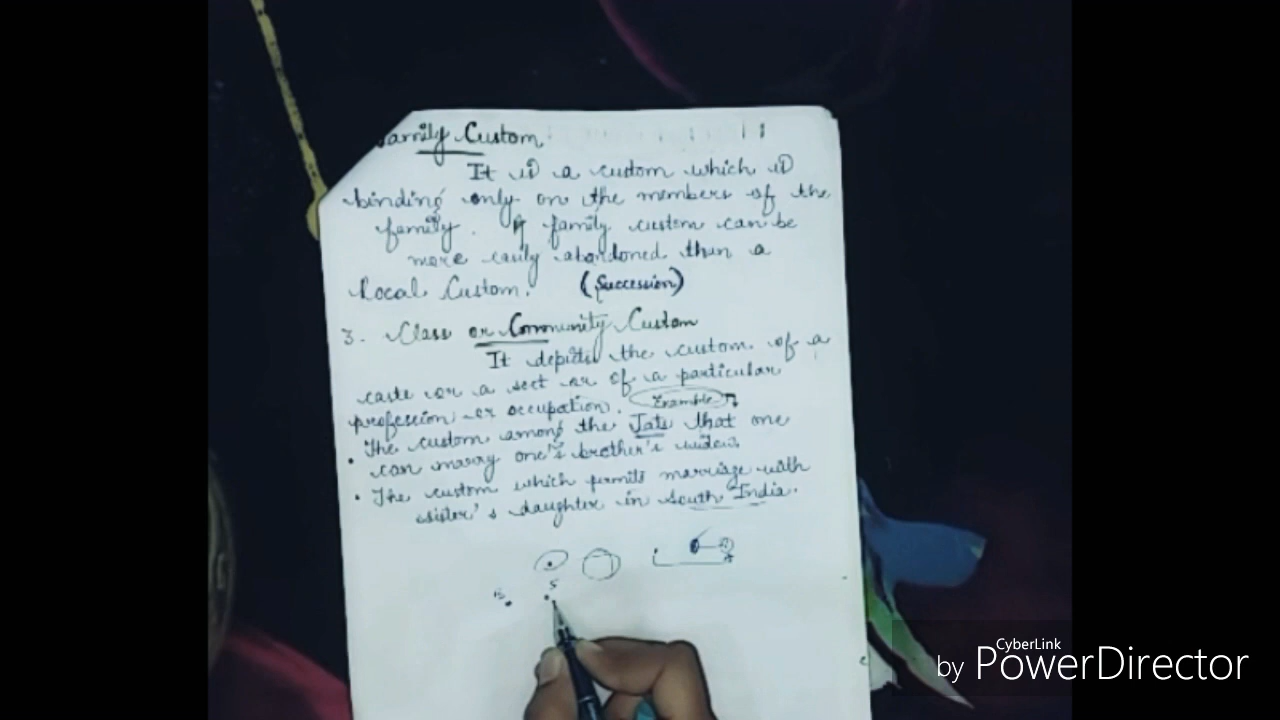 Family Custom
It is a custom which is
binding only on the members of the
family. A family custom can be
more easily abandoned than a
Local Custom. (Succession)
3. Class or Community Custom
It depicts the custom of a
caste or a sect or of a particular
profession or occupation. Example
• The custom among the Jats that one
can marry one's brother's widow.
• The custom which permits marriage with
sister's daughter in South India.
S
B
CyberLink
by PowerDirector